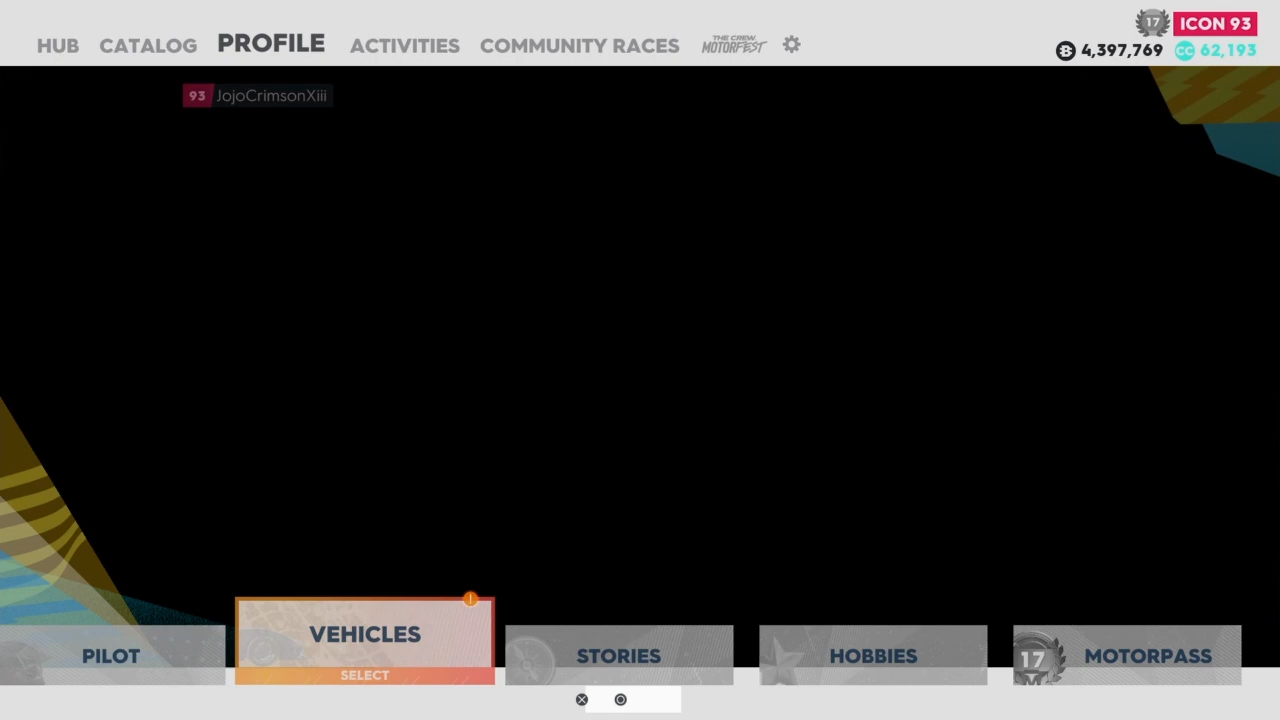 17 ICON 93
HUB CATALOG PROFILE ACTIVITIES COMMUNITY RACES THE CREW MOTORFEST
4,397,769 CC 62,193
93 JojoCrimsonXiii
!
VEHICLES
PILOT STORIES HOBBIES 17 MOTORPASS
SELECT